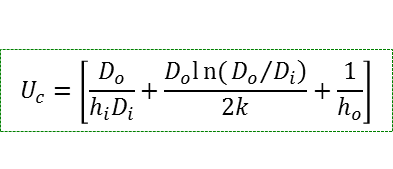 U_c = [D_o/(h_i D_i) + D_o ln(D_o/D_i)/(2k) + 1/h_o]